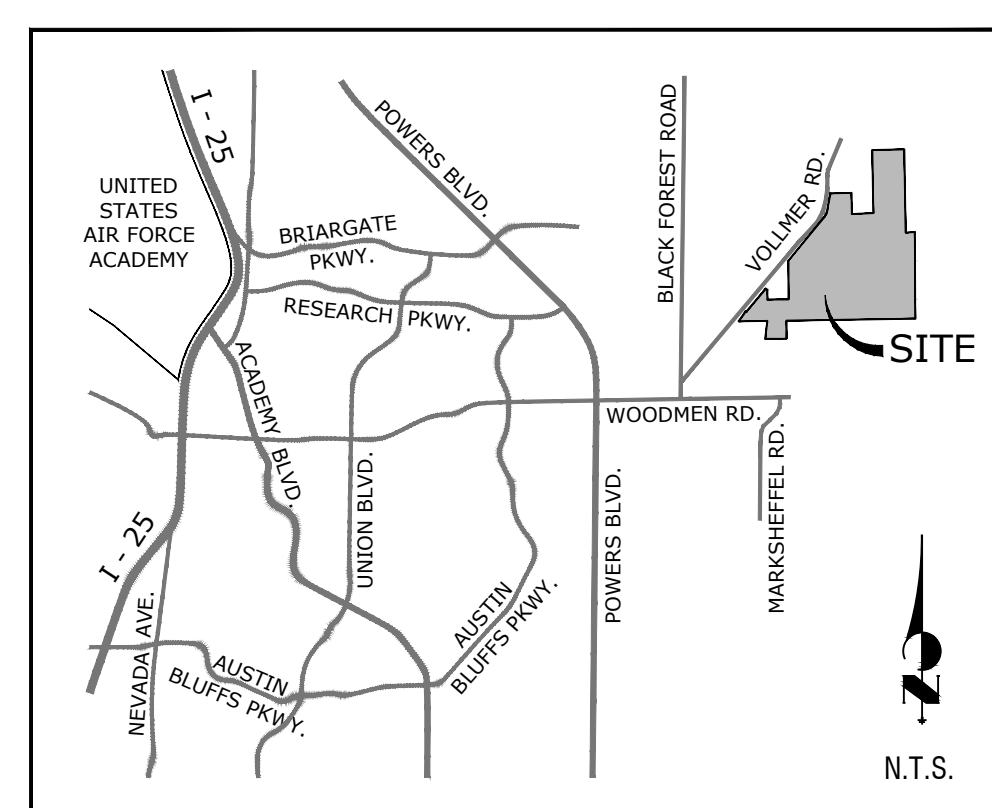 I - 25
POWERS BLVD.
BLACK FOREST ROAD
VOLLMER RD.
UNITED
STATES
AIR FORCE
ACADEMY
BRIARGATE
PKWY.
RESEARCH PKWY.
SITE
ACADEMY BLVD.
WOODMEN RD.
UNION BLVD.
POWERS BLVD.
MARKSHEFFEL RD.
I - 25
NEVADA AVE.
AUSTIN
BLUFFS PKWY.
AUSTIN
BLUFFS PKWY.
N
N.T.S.